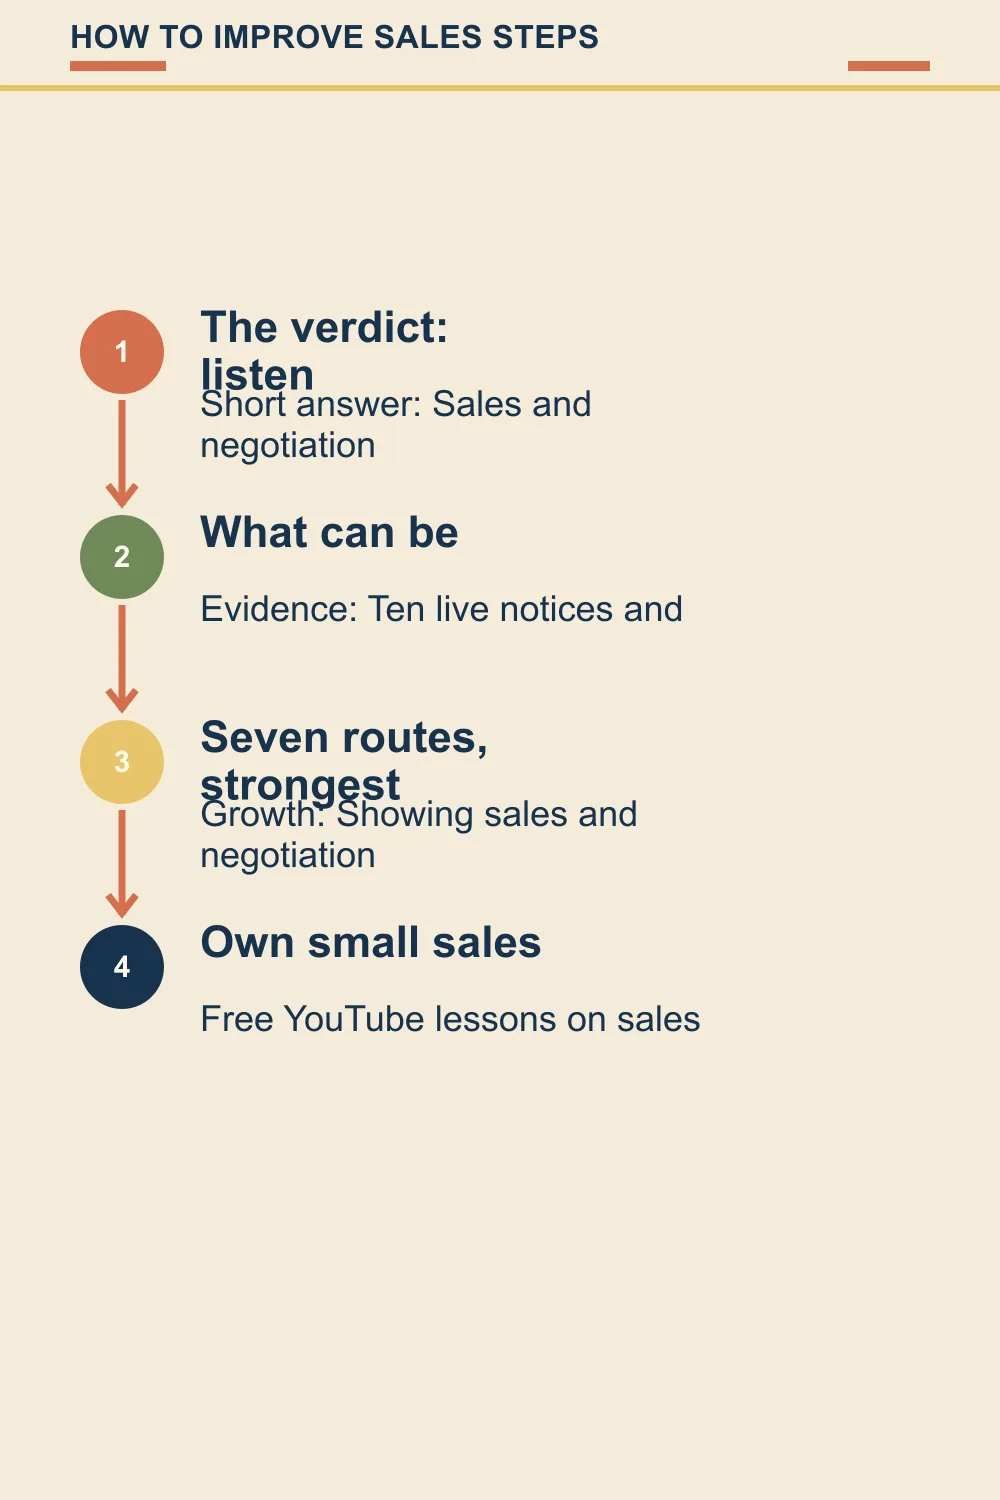 HOW TO IMPROVE SALES STEPS
1
The verdict:
listen
Short answer: Sales and
negotiation
2
What can be
Evidence: Ten live notices and
3
Seven routes,
strongest
Growth: Showing sales and
negotiation
4
Own small sales
Free YouTube lessons on sales